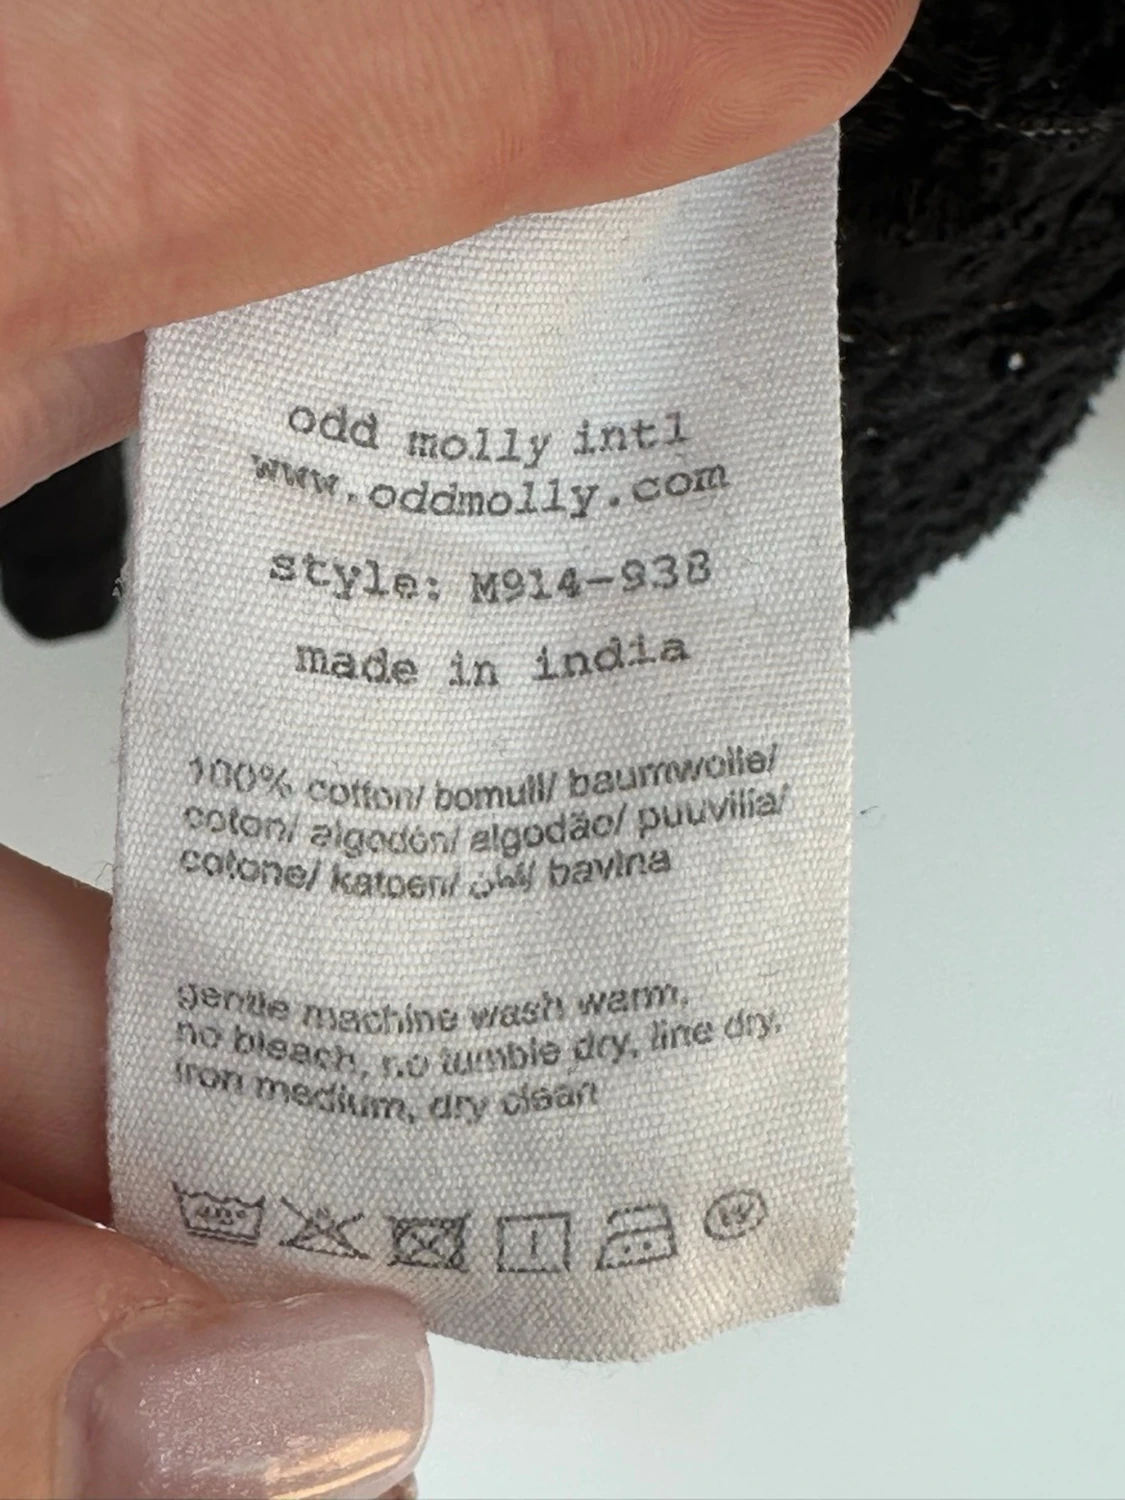 odd molly intl
www.oddmolly.com
style: M914-938
made in india
100% cotton/ bomull/ baumwolle/
coton/ algodón/ algodão/ puuvilla/
cotone/ katoen/ قطن/ bavlna
gentle machine wash warm,
no bleach, no tumble dry, line dry,
iron medium, dry clean
40°